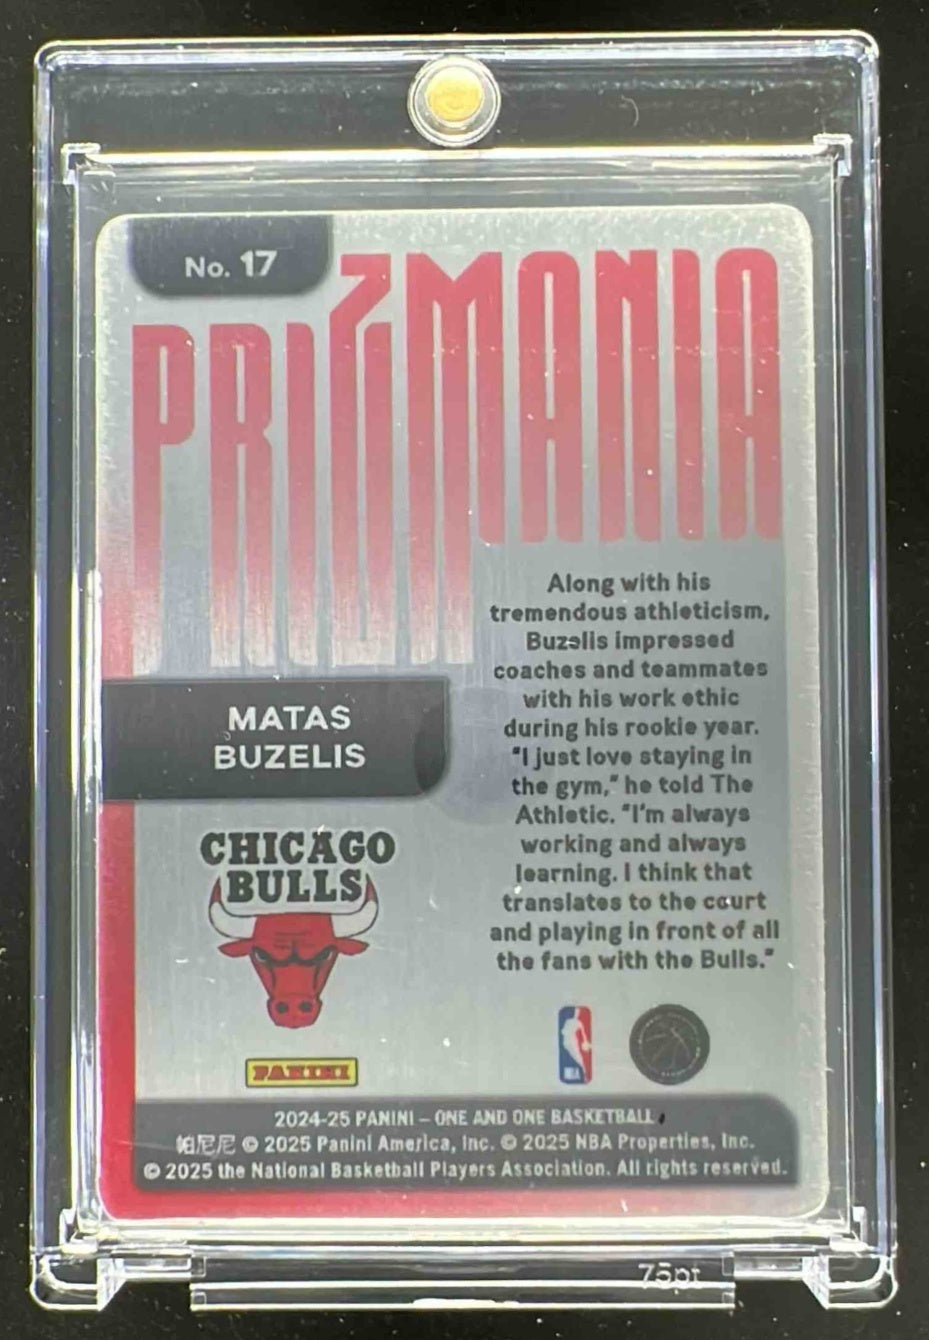 No. 17
PRIZMANIA
Along with his
tremendous athleticism,
Buzelis impressed
coaches and teammates
with his work ethic
during his rookie year.
"I just love staying in
the gym," he told The
Athletic. "I'm always
working and always
learning. I think that
translates to the court
and playing in front of all
the fans with the Bulls."
MATAS
BUZELIS
CHICAGO
BULLS
NBA
PANINI
2024-25 PANINI – ONE AND ONE BASKETBALL
帕尼尼 © 2025 Panini America, Inc. © 2025 NBA Properties, Inc.
© 2025 the National Basketball Players Association. All rights reserved.
75pt